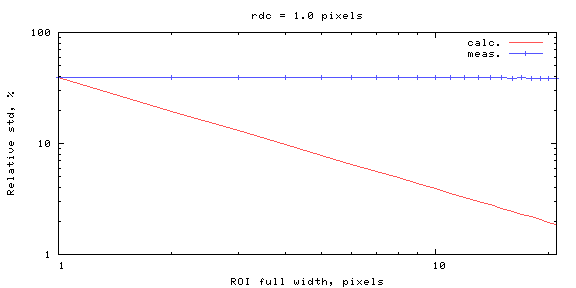 rdc = 1.0 pixels
100
calc.
meas.
Relative std, %
10
1
1
10
ROI full width, pixels